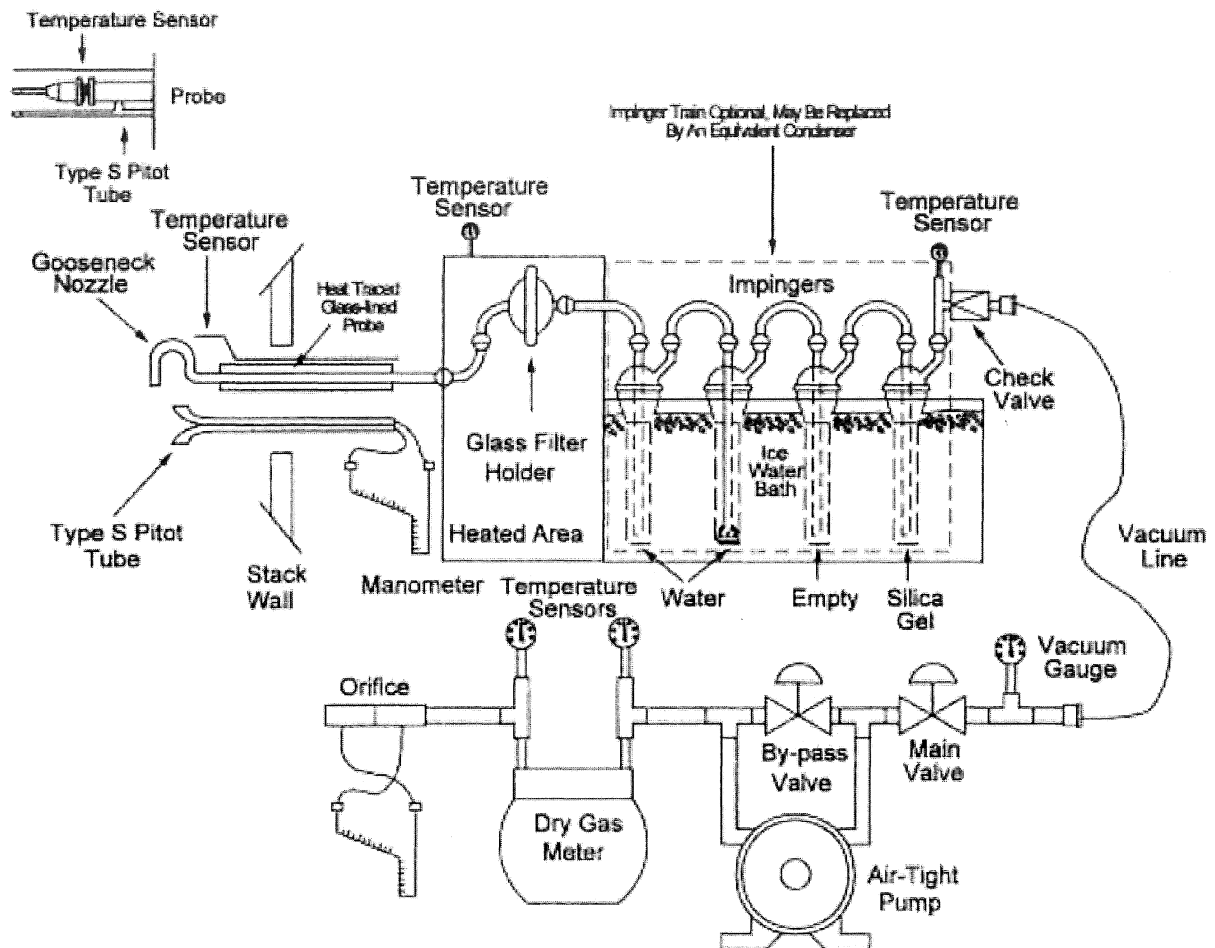 Temperature Sensor
Probe
Type S Pitot
Tube
Impinger Train Optional, May Be Replaced
By An Equivalent Condenser
Temperature
Sensor
Temperature
Sensor
Temperature
Sensor
Gooseneck
Nozzle
Heat Traced
Glass-lined
Probe
Impingers
Check
Valve
Glass Filter
Holder
Ice
Water
Bath
Heated Area
Type S Pitot
Tube
Stack
Wall
Manometer
Temperature
Sensors
Water
Empty
Silica
Gel
Vacuum
Line
Vacuum
Gauge
Orifice
By-pass
Valve
Main
Valve
Dry Gas
Meter
Air-Tight
Pump